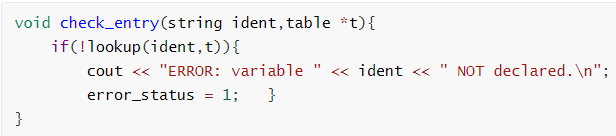 void check_entry(string ident,table *t){
    if(!lookup(ident,t)){
        cout << "ERROR: variable " << ident << " NOT declared.\n";
        error_status = 1;   }
}